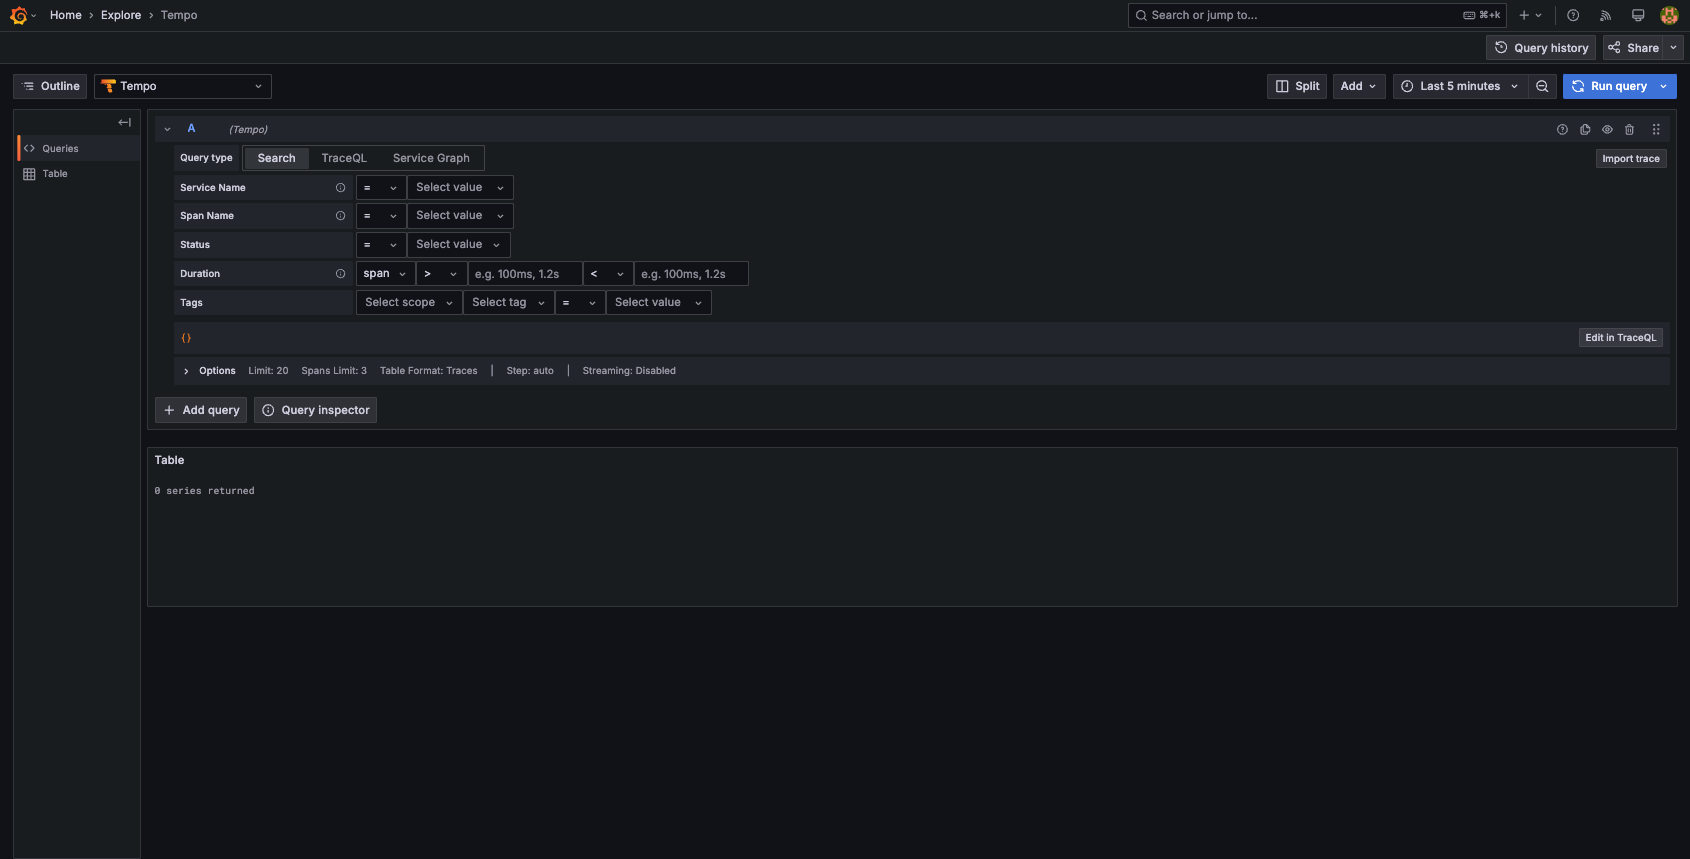 Home › Explore › Tempo
Search or jump to... ⌘+k
Query history Share
Outline Tempo Split Add Last 5 minutes Run query
Queries
Table
A (Tempo)
Query type Search TraceQL Service Graph Import trace
Service Name = Select value
Span Name = Select value
Status = Select value
Duration span > e.g. 100ms, 1.2s < e.g. 100ms, 1.2s
Tags Select scope Select tag = Select value
{} Edit in TraceQL
Options Limit: 20 Spans Limit: 3 Table Format: Traces | Step: auto | Streaming: Disabled
+ Add query Query inspector
Table
0 series returned